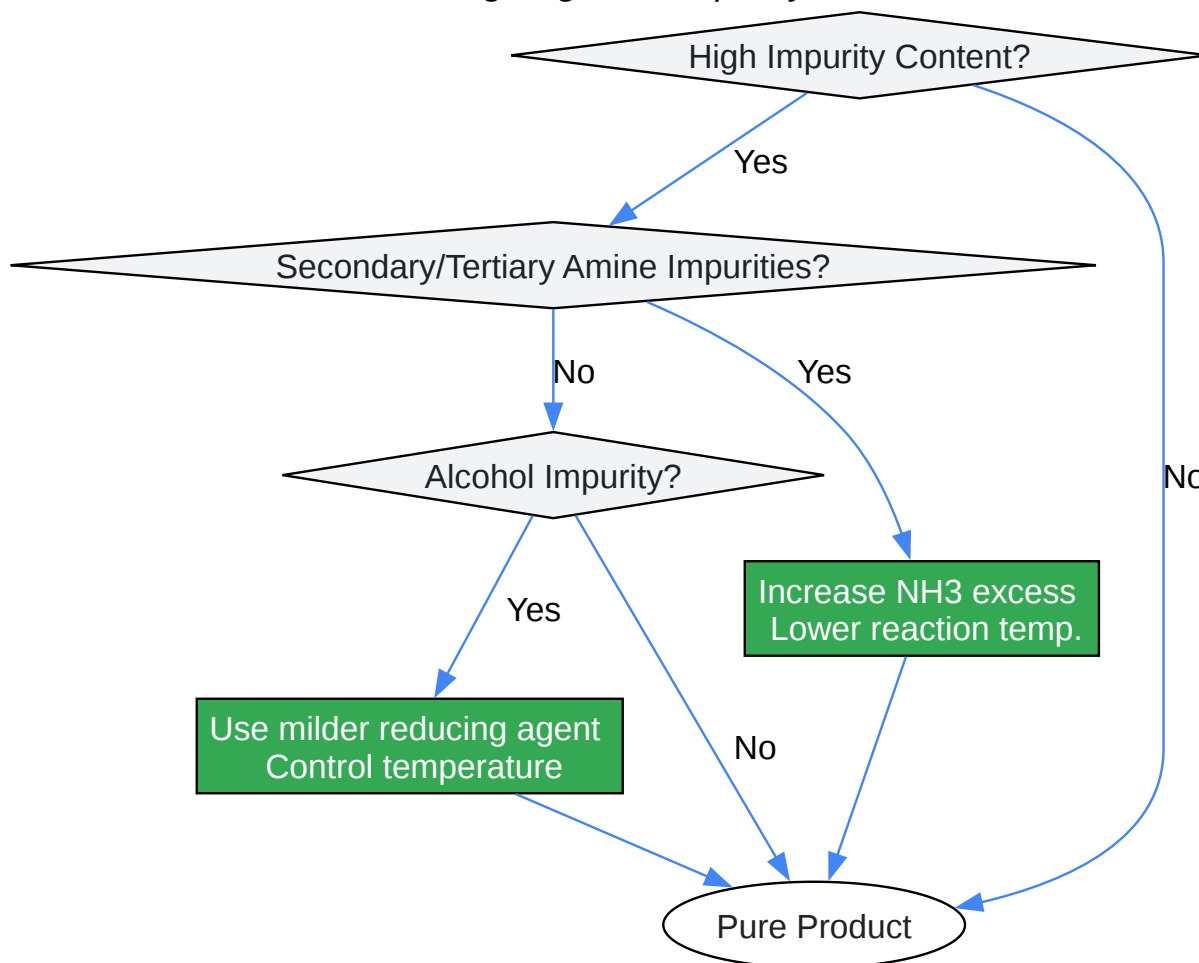 High Impurity Content?
Yes
Secondary/Tertiary Amine Impurities?
No
Yes
Alcohol Impurity?
No
Increase NH3 excess
Lower reaction temp.
Yes
Use milder reducing agent
Control temperature
No
Pure Product